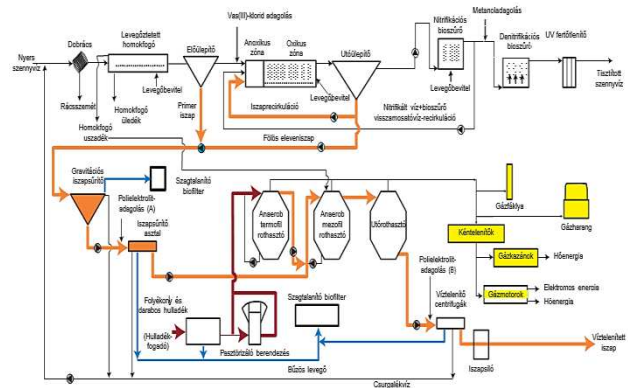 Nyers
szennyvíz
Dobrács
Levegőztetett
homokfogó
Előülepítő
Vas(III)-klorid adagolás
Anoxikus
zóna
Oxikus
zóna
Utóülepítő
Nitrifikációs
bioszűrő
Metanoladagolás
Denitrifikációs
bioszűrő
UV fertőtlenítő
Tisztított
szennyvíz
Rácsszemét
Levegőbevitel
Homokfogó
üledék
Homokfogó
uszadék
Primer
iszap
Levegőbevitel
Iszaprecirkuláció
Levegőbevitel
Nitrifikált víz+bioszűrő
visszamosatóvíz-recirkuláció
Fölös eleveniszap
Gravitációs
iszapsűrítő
Szagtalanító
biofilter
Polielektrolit-
adagolás (A)
Iszapsűrítő
asztal
Anaerob
termofil
rothasztó
Anaerob
mezofil
rothasztó
Utórothasztó
Gázfáklya
Gázharang
Kéntelenítők
Gázkazánok
Hőenergia
Gázmotorok
Elektromos energia
Hőenergia
Polielektrolit-
adagolás (B)
Víztelenítő
centrifugák
Folyékony és
darabos hulladék
(Hulladék-
fogadó)
Pasztörizáló berendezés
Szagtalanító biofilter
Bűzös levegő
Iszapsiló
Víztelenített
iszap
Csurgalékvíz